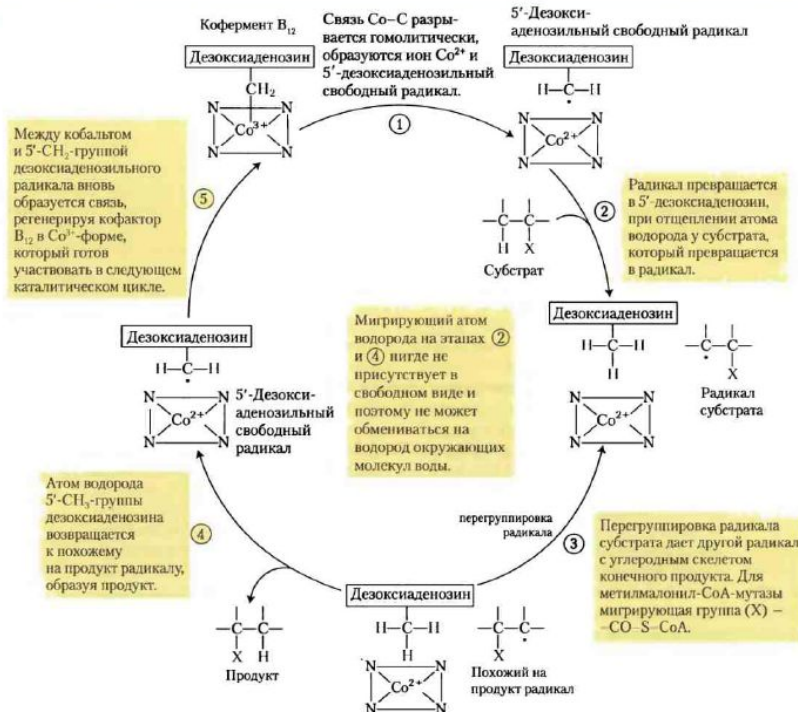 Кофермент B12
Дезоксиаденозин
CH2
N N
Co3+
N N
Связь Co–C разры-
вается гомолитически,
образуются ион Co2+ и
5′-дезоксиаденозильный
свободный радикал.
①
5′-Дезокси-
аденозильный свободный радикал
Дезоксиаденозин
H–C–H
N N
Co2+
N N
Между кобальтом
и 5′-CH2-группой
дезоксиаденозильного
радикала вновь
образуется связь,
регенерируя кофактор
B12 в Co3+-форме,
который готов
участвовать в следующем
каталитическом цикле.
⑤
–C–C–
H X
Субстрат
②
Радикал превращается
в 5′-дезоксиаденозин,
при отщеплении атома
водорода у субстрата,
который превращается
в радикал.
Дезоксиаденозин
H–C–H
H
N N
Co2+
N N
–C–C–
X
Радикал
субстрата
Мигрирующий атом
водорода на этапах ②
и ④ нигде не
присутствует в
свободном виде и
поэтому не может
обмениваться на
водород окружающих
молекул воды.
Дезоксиаденозин
H–C–H
N N
Co2+
N N
5′-Дезокси-
аденозильный
свободный
радикал
Атом водорода
5′-CH3-группы
дезоксиаденозина
возвращается
к похожему
на продукт радикалу,
образуя продукт.
④
перегруппировка
радикала
③
Перегруппировка радикала
субстрата дает другой радикал
с углеродным скелетом
конечного продукта. Для
метилмалонил-CoA-мутазы
мигрирующая группа (X) –
–CO–S–CoA.
–C–C–
X H
Продукт
Дезоксиаденозин
H–C–H
H
N N
Co2+
N N
–C–C–
X
Похожий на
продукт радикал